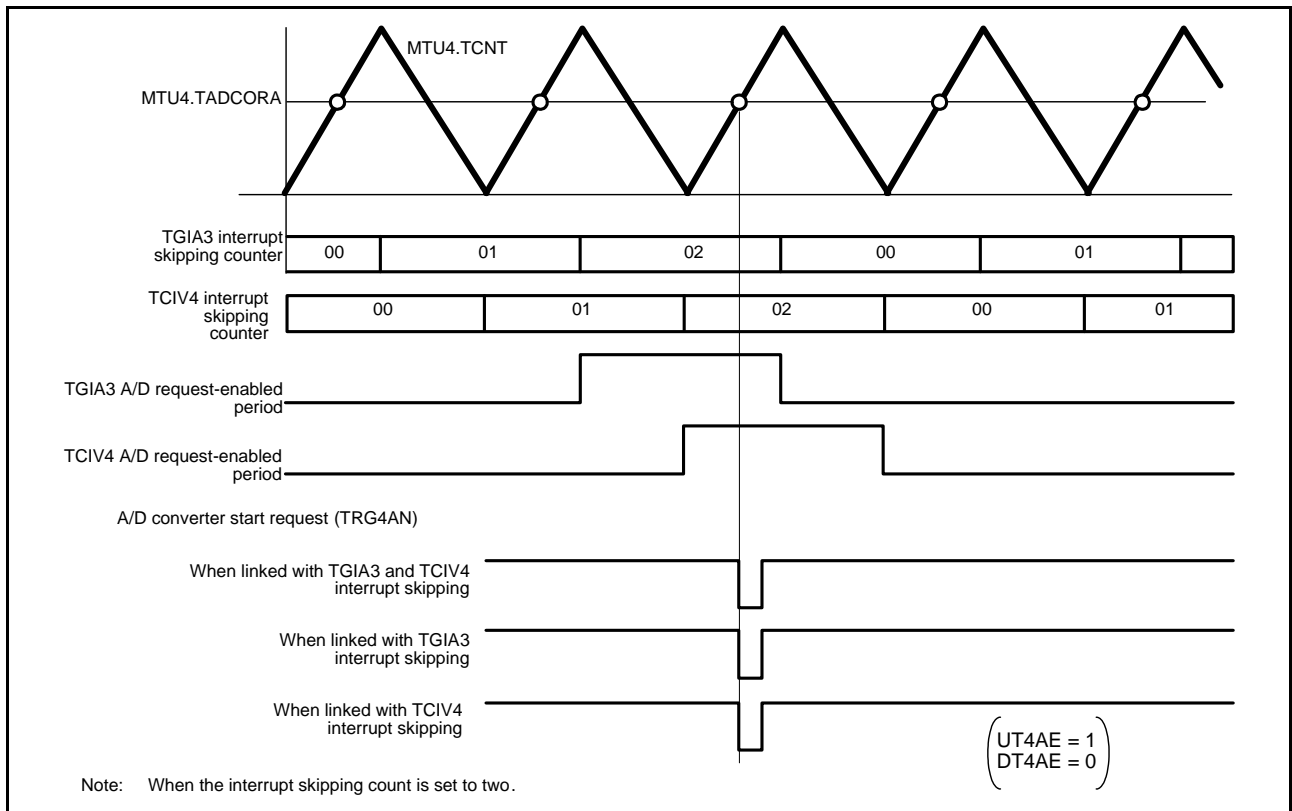 MTU4.TCNT
MTU4.TADCORA
TGIA3 interrupt
skipping counter
00 01 02 00 01
TCIV4 interrupt
skipping
counter
00 01 02 00 01
TGIA3 A/D request-enabled
period
TCIV4 A/D request-enabled
period
A/D converter start request (TRG4AN)
When linked with TGIA3 and TCIV4
interrupt skipping
When linked with TGIA3
interrupt skipping
When linked with TCIV4
interrupt skipping
UT4AE = 1
DT4AE = 0
Note: When the interrupt skipping count is set to two.